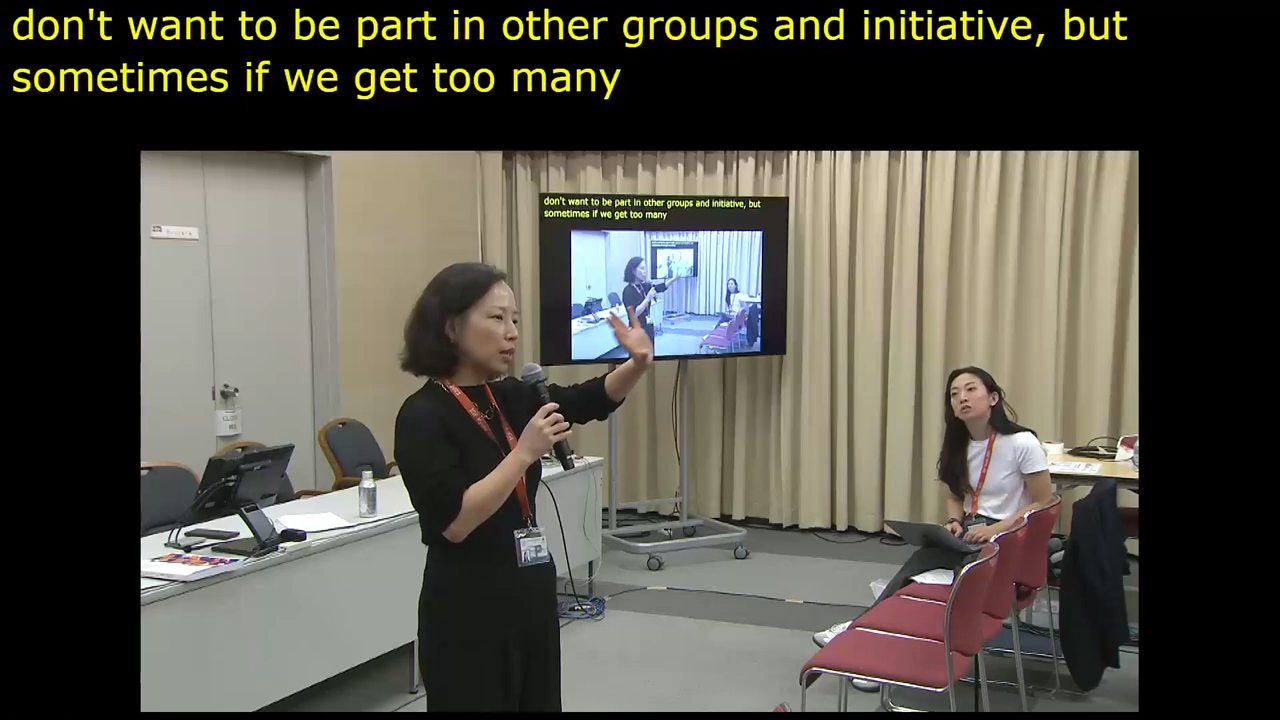 don't want to be part in other groups and initiative, but
sometimes if we get too many
don't want to be part in other groups and initiative, but
sometimes if we get too many